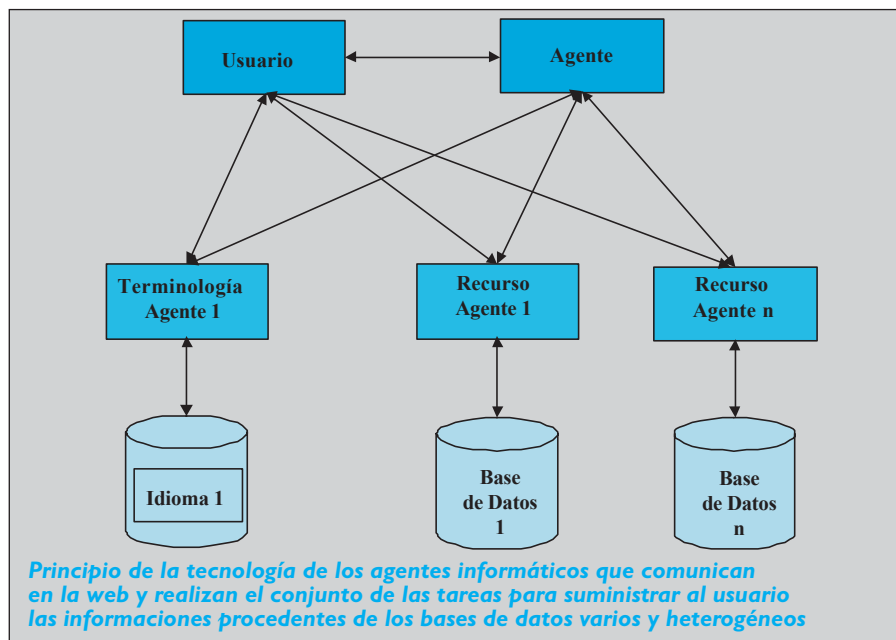 Usuario
Agente
Terminología
Agente 1
Recurso
Agente 1
Recurso
Agente n
Idioma 1
Base
de Datos
1
Base
de Datos
n
Principio de la tecnología de los agentes informáticos que comunican
en la web y realizan el conjunto de las tareas para suministrar al usuario
las informaciones procedentes de los bases de datos varios y heterogéneos